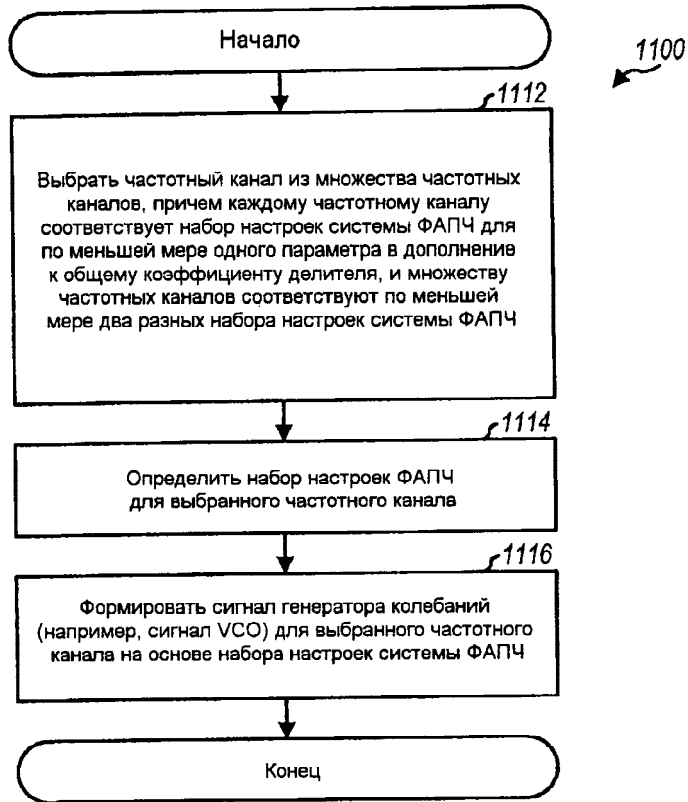 Начало
1100
1112
Выбрать частотный канал из множества частотных
каналов, причем каждому частотному каналу
соответствует набор настроек системы ФАПЧ для
по меньшей мере одного параметра в дополнение
к общему коэффициенту делителя, и множеству
частотных каналов соответствуют по меньшей
мере два разных набора настроек системы ФАПЧ
1114
Определить набор настроек ФАПЧ
для выбранного частотного канала
1116
Формировать сигнал генератора колебаний
(например, сигнал VCO) для выбранного частотного
канала на основе набора настроек системы ФАПЧ
Конец